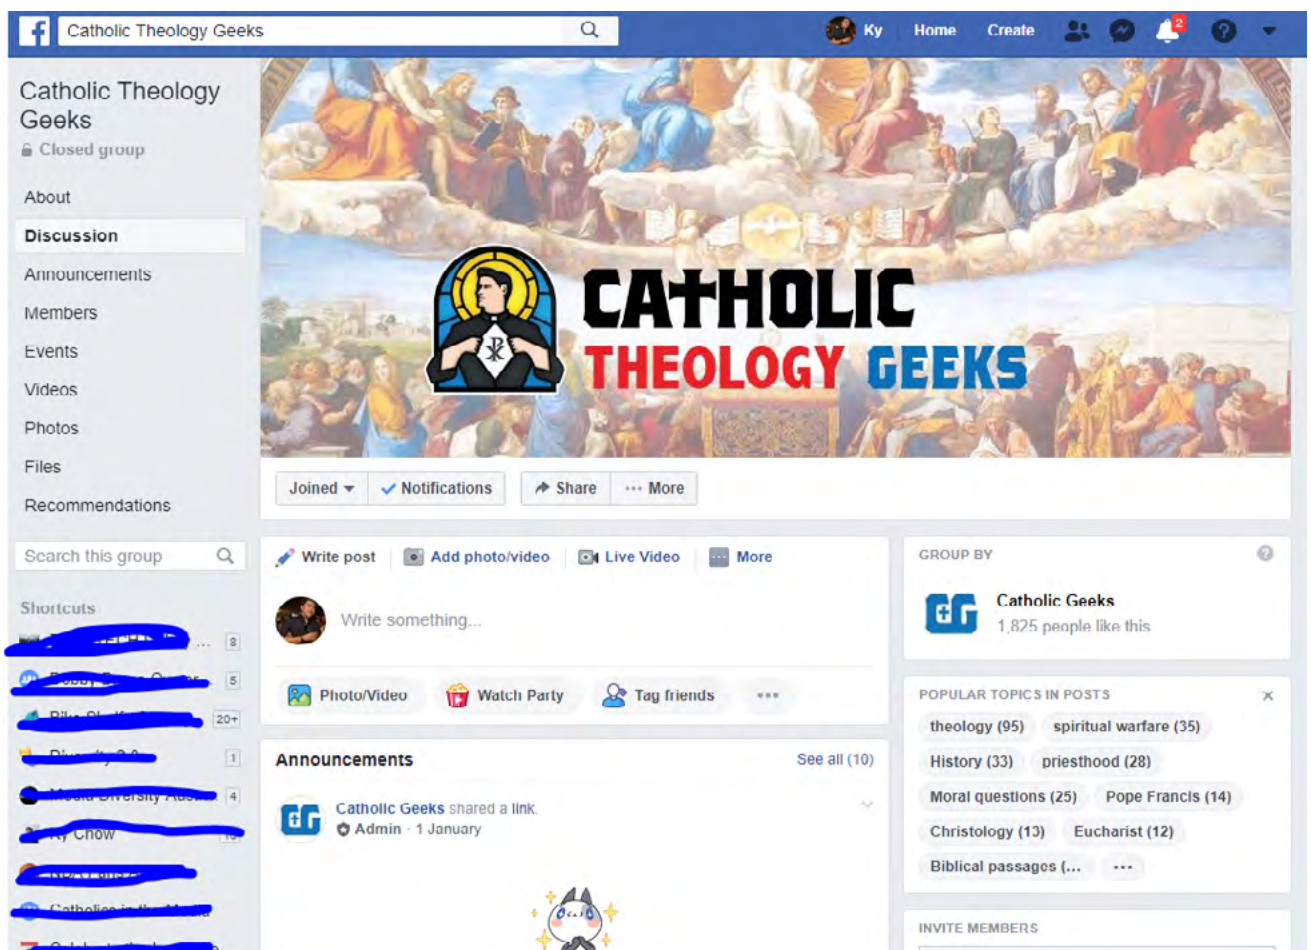 Catholic Theology Geeks
Ky
Home
Create
2
Catholic Theology
Geeks
Closed group
About
Discussion
Announcements
Members
Events
Videos
Photos
Files
Recommendations
Search this group
Shortcuts
8
5
20+
1
4
CATHOLIC
THEOLOGY GEEKS
Joined
Notifications
Share
More
Write post
Add photo/video
Live Video
More
Write something...
Photo/Video
Watch Party
Tag friends
Announcements
See all (10)
Catholic Geeks shared a link.
Admin · 1 January
GROUP BY
Catholic Geeks
1,825 people like this
POPULAR TOPICS IN POSTS
theology (95)
spiritual warfare (35)
History (33)
priesthood (28)
Moral questions (25)
Pope Francis (14)
Christology (13)
Eucharist (12)
Biblical passages (...
INVITE MEMBERS